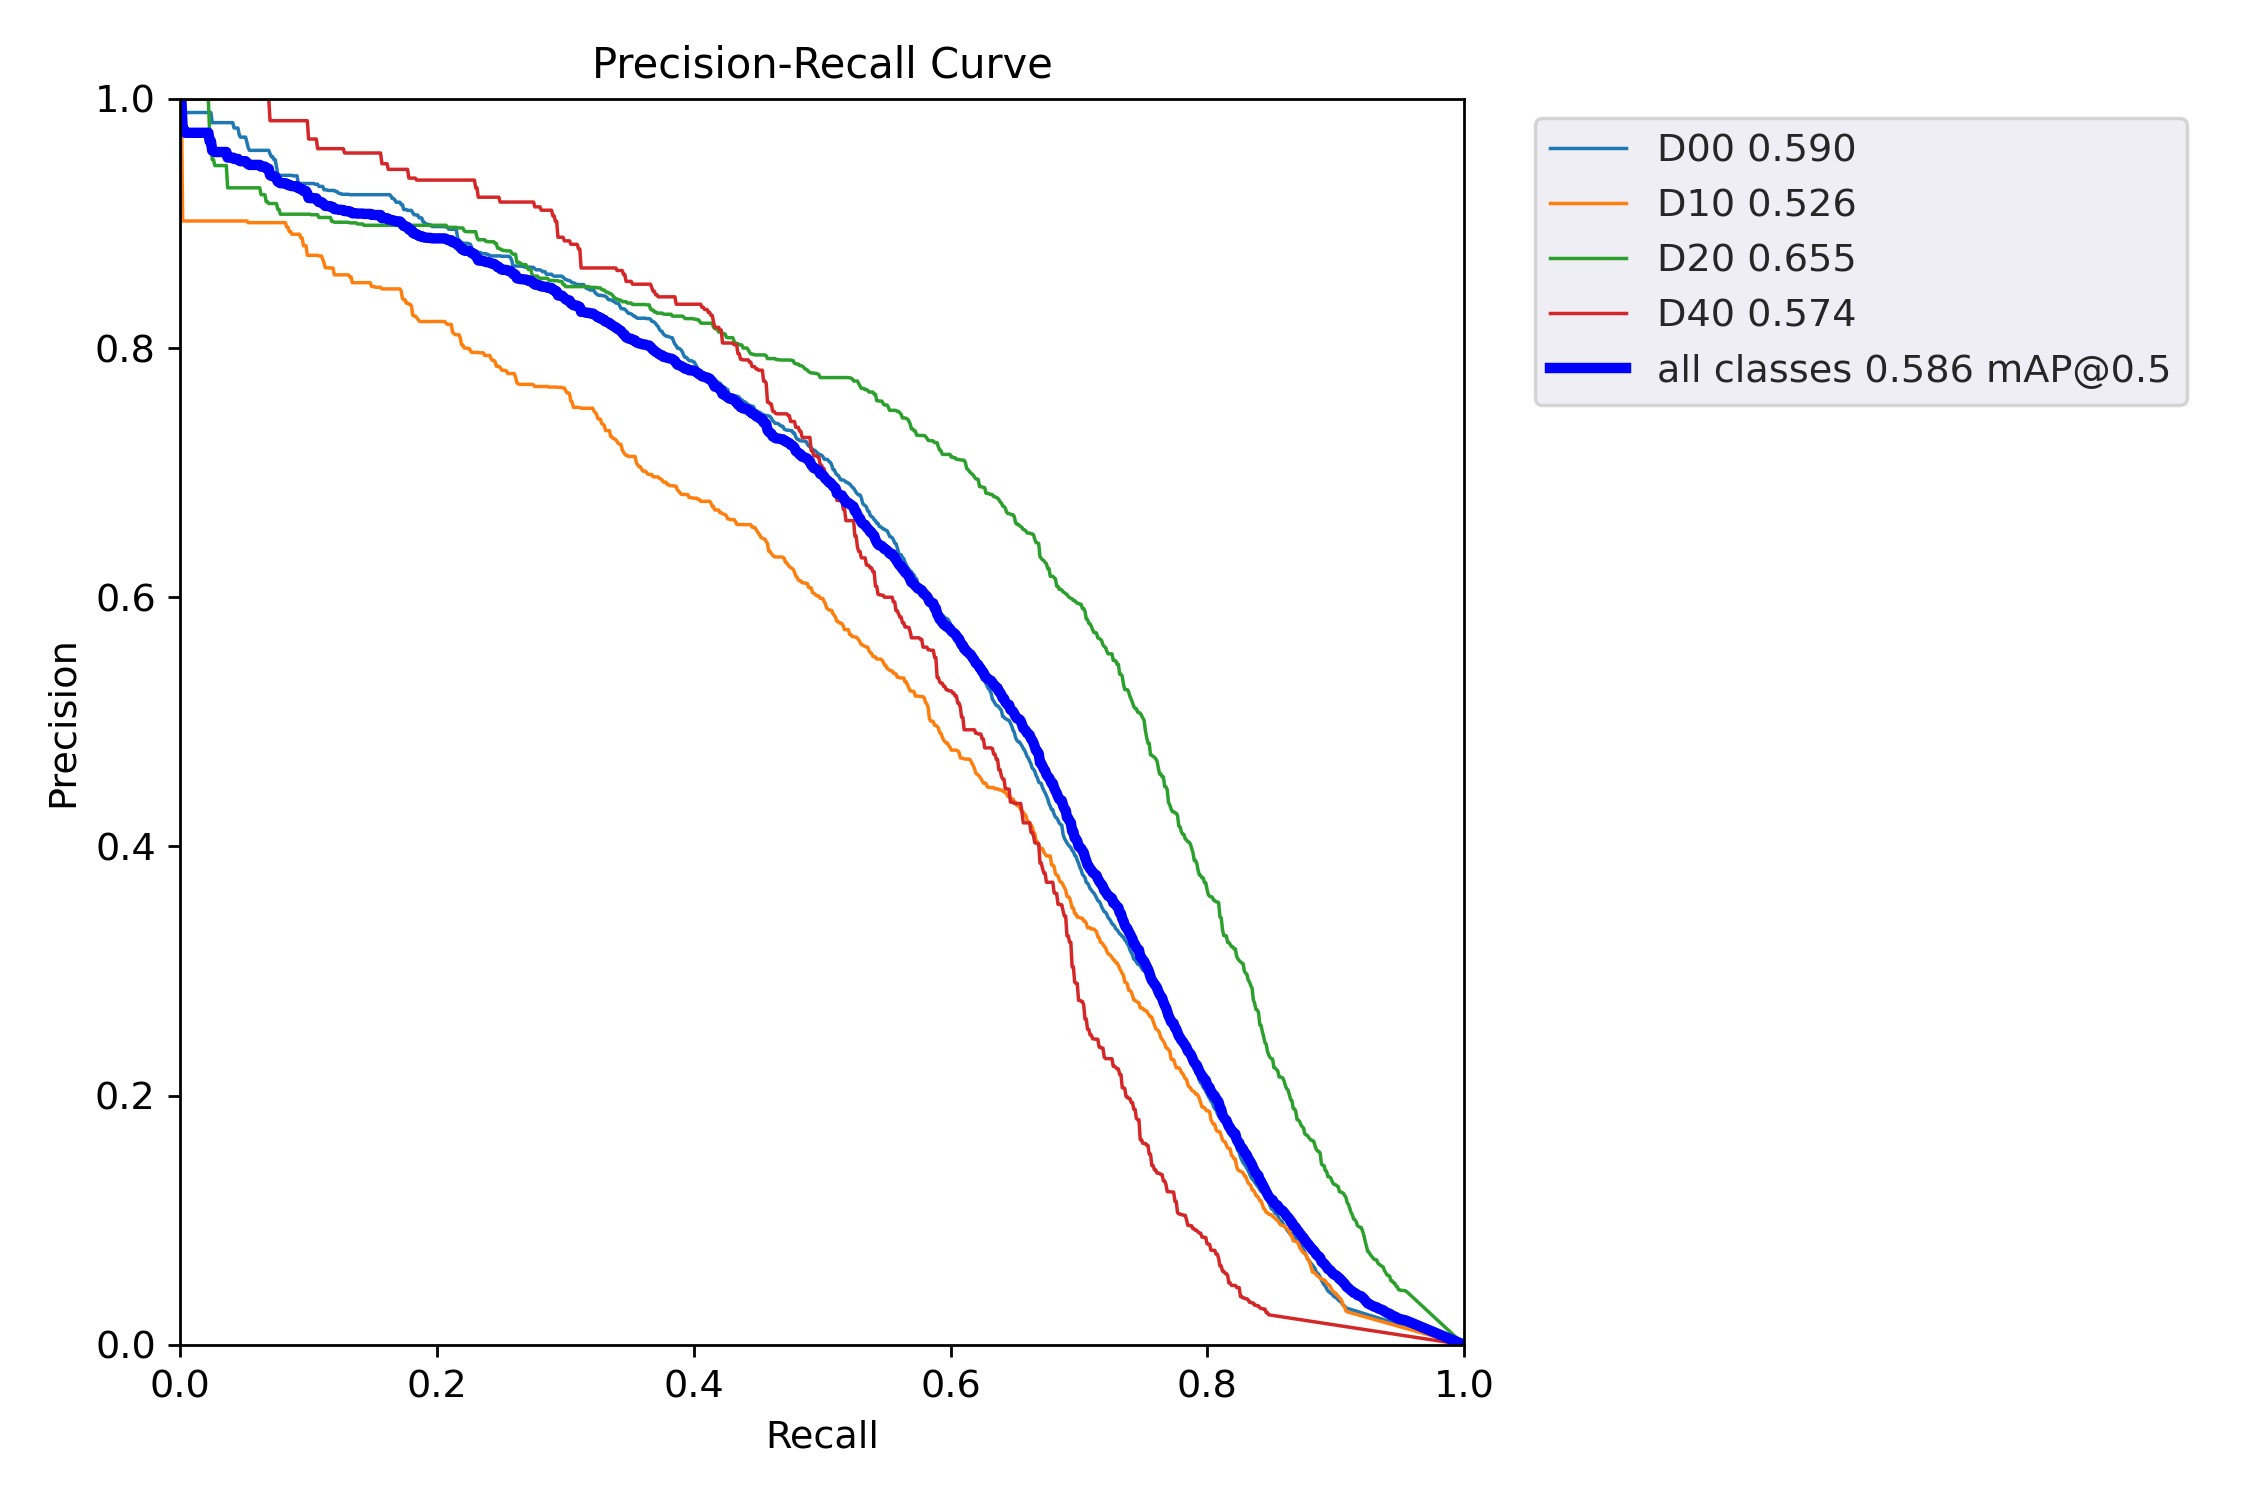 Precision-Recall Curve
1.0
0.8
0.6
0.4
0.2
0.0
Precision
0.0 0.2 0.4 0.6 0.8 1.0
Recall
D00 0.590
D10 0.526
D20 0.655
D40 0.574
all classes 0.586 mAP@0.5